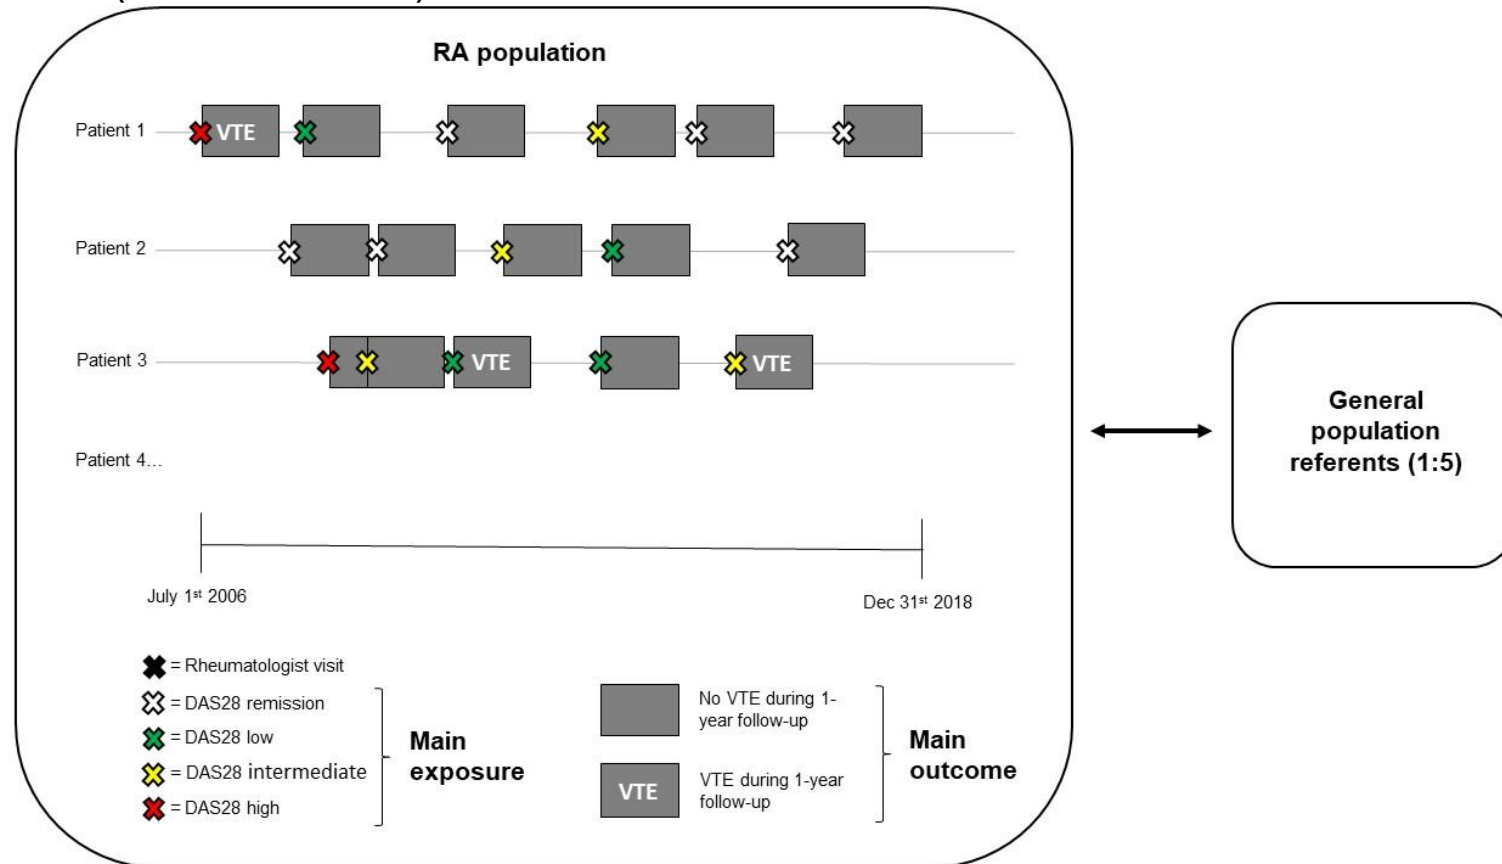 RA population
Patient 1
VTE
Patient 2
Patient 3
VTE
VTE
Patient 4...
General
population
referents (1:5)
July 1st 2006
Dec 31st 2018
= Rheumatologist visit
= DAS28 remission
= DAS28 low
= DAS28 intermediate
= DAS28 high
Main
exposure
No VTE during 1-
year follow-up
VTE
VTE during 1-year
follow-up
Main
outcome